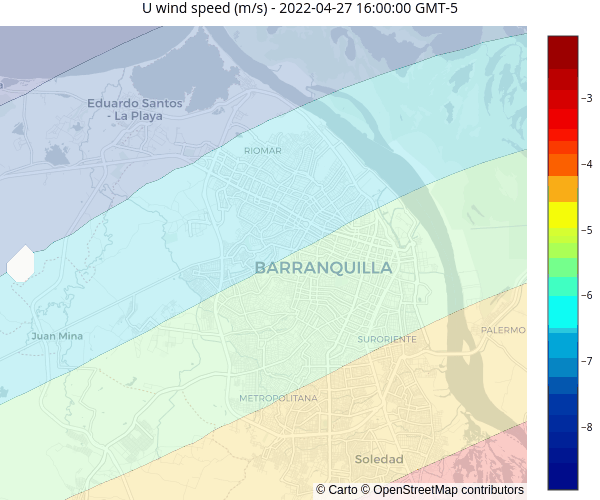 U wind speed (m/s) - 2022-04-27 16:00:00 GMT-5
Eduardo Santos
- La Playa
RIOMAR
BARRANQUILLA
Juan Mina
SURORIENTE
PALERMO
METROPOLITANA
Soledad
© Carto © OpenStreetMap contributors
−3
−4
−5
−6
−7
−8